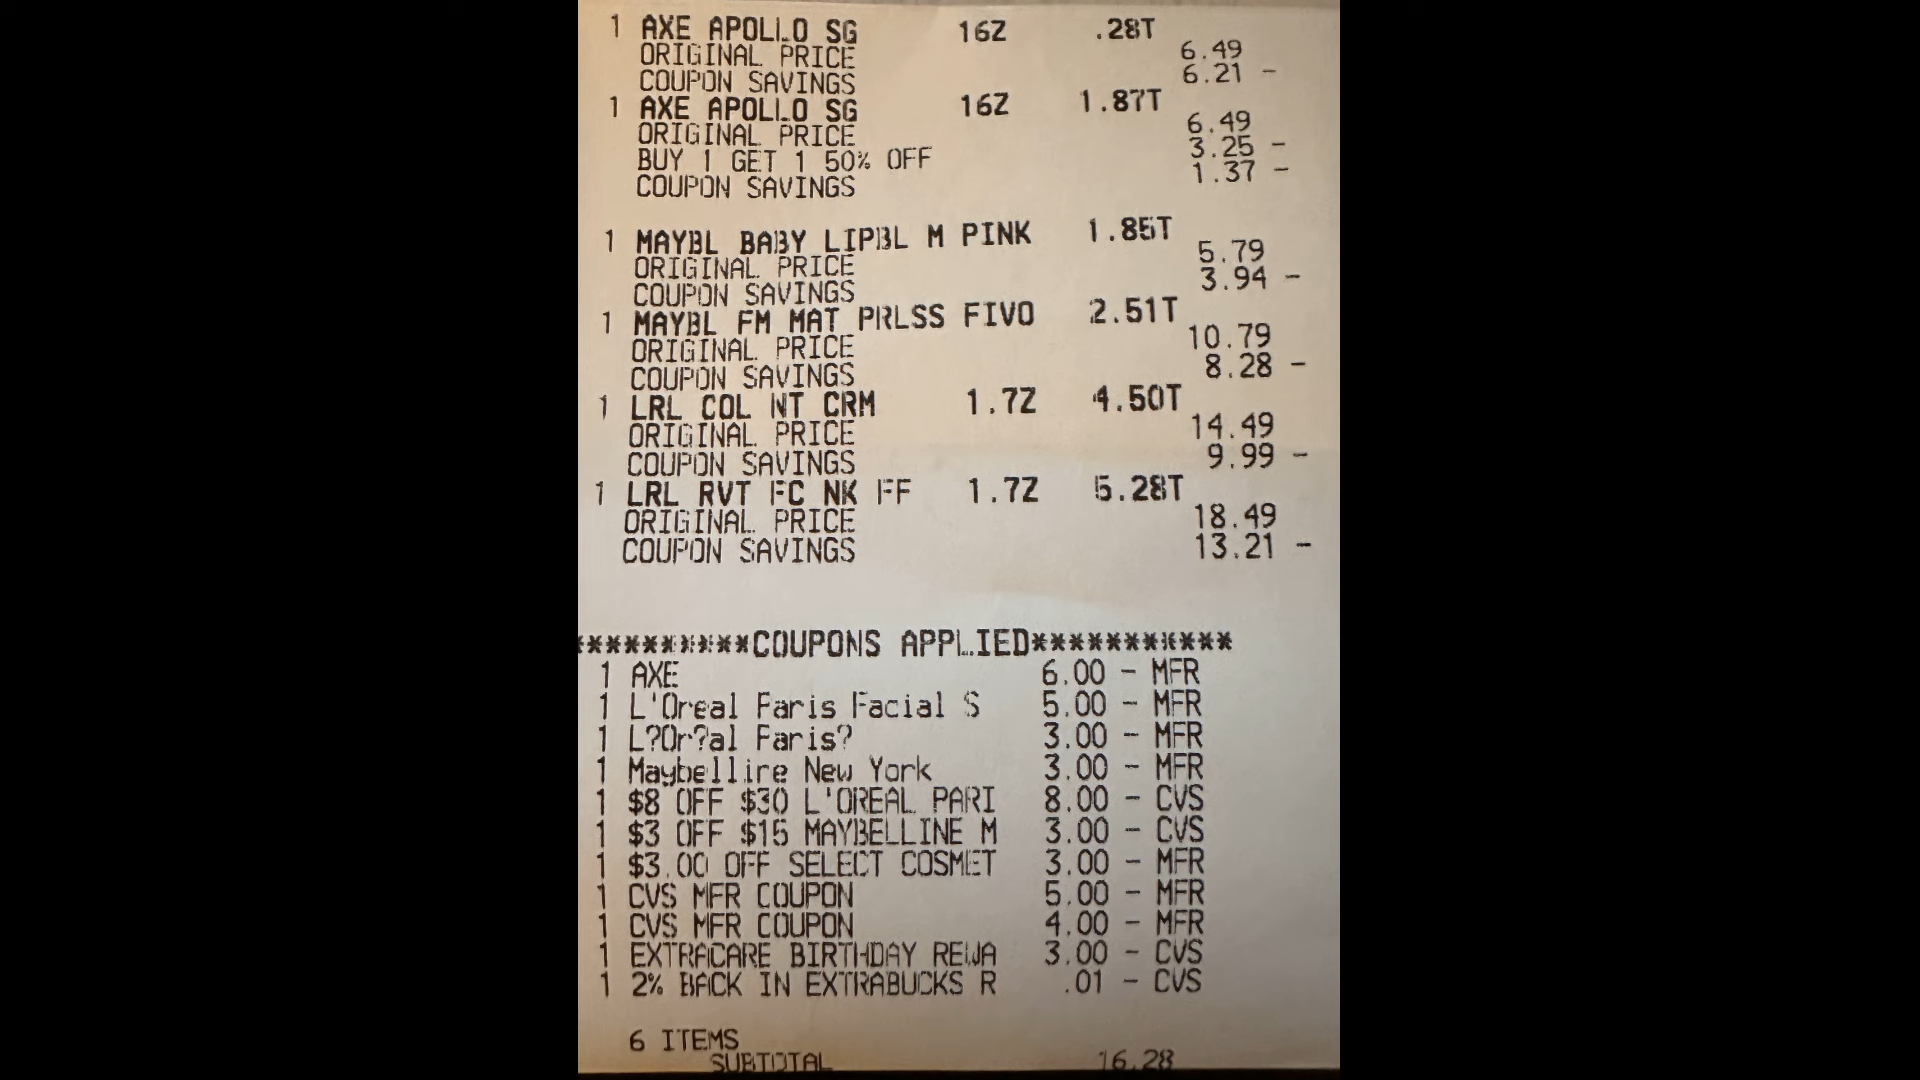 1 AXE APOLLO SG 16Z .28T
ORIGINAL PRICE 6.49
COUPON SAVINGS 6.21 -
1 AXE APOLLO SG 16Z 1.87T
ORIGINAL PRICE 6.49
BUY 1 GET 1 50% OFF 3.25 -
COUPON SAVINGS 1.37 -
1 MAYBL BABY LIPBL M PINK 1.85T
ORIGINAL PRICE 5.79
COUPON SAVINGS 3.94 -
1 MAYBL FM MAT PRLSS FIVO 2.51T
ORIGINAL PRICE 10.79
COUPON SAVINGS 8.28 -
1 LRL COL NT CRM 1.7Z 4.50T
ORIGINAL PRICE 14.49
COUPON SAVINGS 9.99 -
1 LRL RVT FC NK FF 1.7Z 5.28T
ORIGINAL PRICE 18.49
COUPON SAVINGS 13.21 -
**********COUPONS APPLIED***********
1 AXE 6.00 - MFR
1 L'Oreal Paris Facial S 5.00 - MFR
1 L?Or?al Paris? 3.00 - MFR
1 Maybelline New York 3.00 - MFR
1 $8 OFF $30 L'OREAL PARI 8.00 - CVS
1 $3 OFF $15 MAYBELLINE M 3.00 - CVS
1 $3.00 OFF SELECT COSMET 3.00 - MFR
1 CVS MFR COUPON 5.00 - MFR
1 CVS MFR COUPON 4.00 - MFR
1 EXTRACARE BIRTHDAY REWA 3.00 - CVS
1 2% BACK IN EXTRABUCKS R .01 - CVS
6 ITEMS
SUBTOTAL 16.28